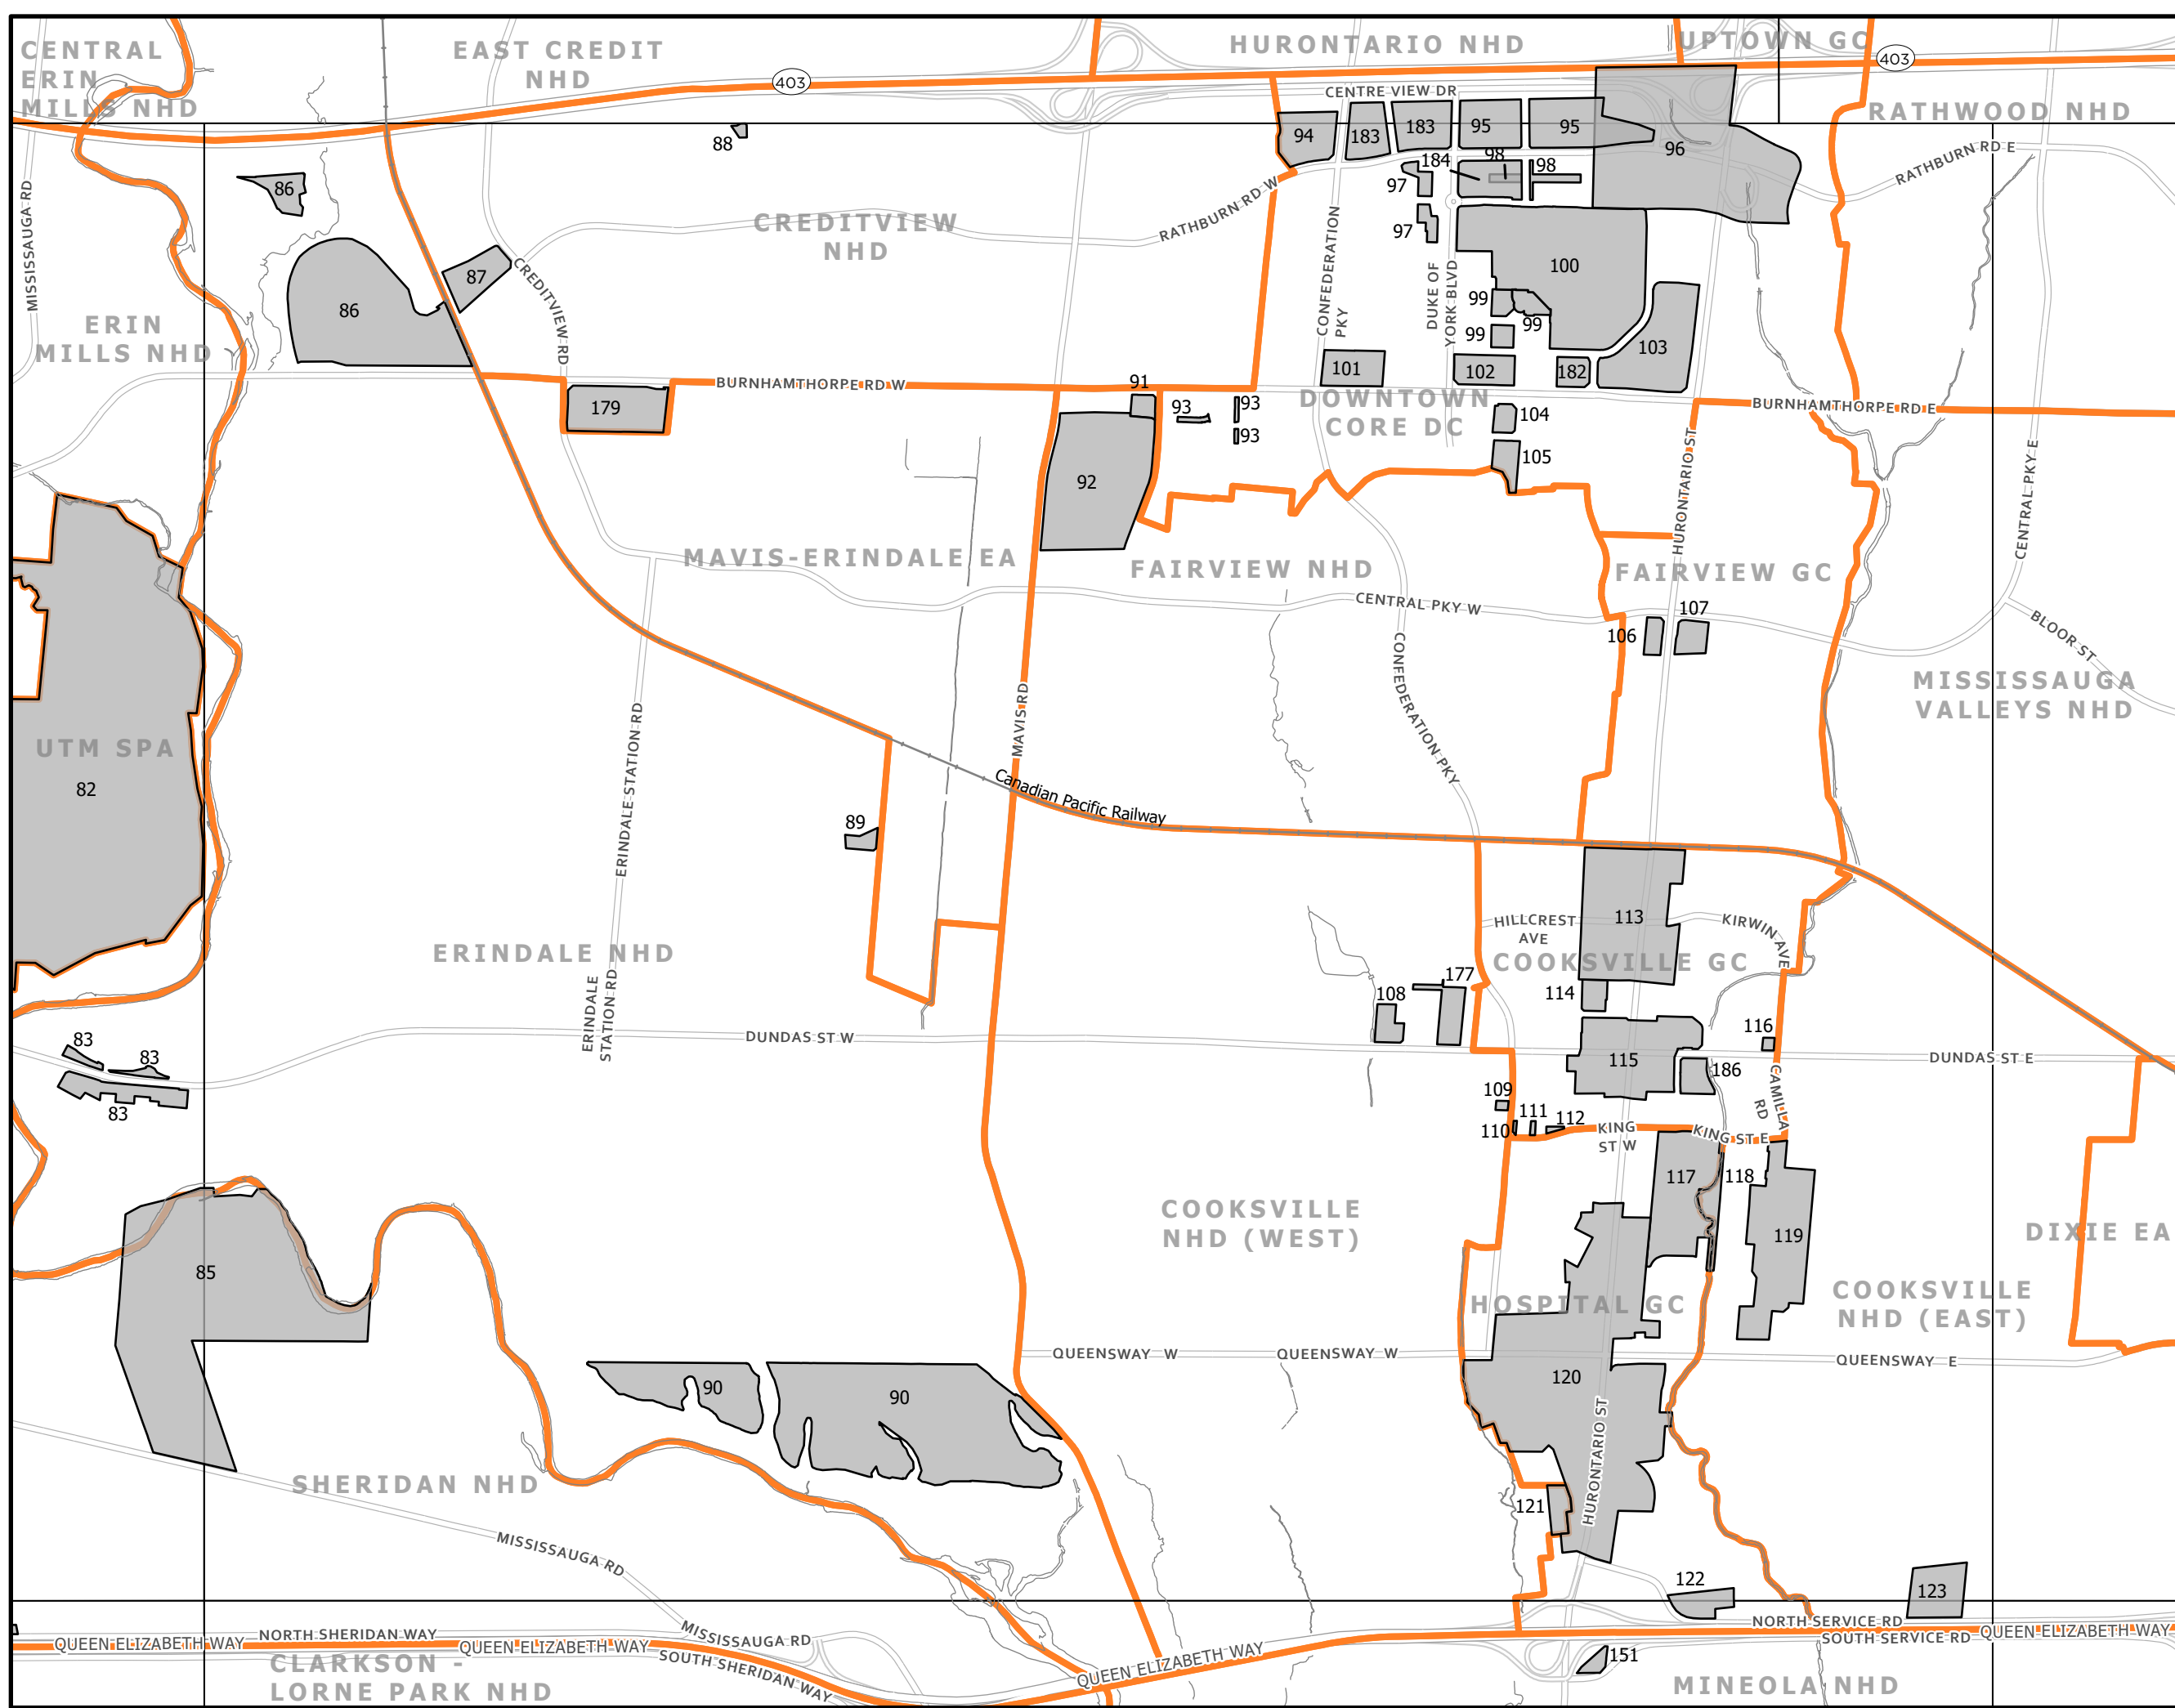 CENTRAL
ERIN
MILLS NHD
EAST CREDIT
NHD
HURONTARIO NHD
UPTOWN GC
403
403
RATHWOOD NHD
CENTRE VIEW DR
94
183
183
95
95
96
88
86
184
98
98
97
97
RATHBURN RD E
RATHBURN RD W
MISSISSAUGA RD
CREDITVIEW
NHD
CONFEDERATION
PKY
DUKE OF
YORK BLVD
100
87
86
CREDITVIEW RD
99
99
99
103
ERIN
MILLS NHD
101
102
182
BURNHAMTHORPE RD W
91
179
93
93
93
DOWNTOWN
CORE DC
104
105
BURNHAMTHORPE RD E
HURONTARIO ST
CENTRAL PKY E
92
MAVIS-ERINDALE EA
FAIRVIEW NHD
FAIRVIEW GC
CENTRAL PKY W
107
106
BLOOR ST
CONFEDERATION PKY
MISSISSAUGA
VALLEYS NHD
UTM SPA
82
ERINDALE STATION RD
MAVIS RD
Canadian Pacific Railway
89
113
HILLCREST
AVE
KIRWIN AVE
ERINDALE NHD
COOKSVILLE GC
177
108
114
ERINDALE
STATION RD
DUNDAS ST W
116
115
DUNDAS ST E
186
83
83
83
109
110
111
112
KING
ST W
KING ST E
CAMILLA
RD
117
118
119
COOKSVILLE
NHD (WEST)
DIXIE EA
85
HOSPITAL GC
COOKSVILLE
NHD (EAST)
QUEENSWAY W
QUEENSWAY W
QUEENSWAY E
120
90
90
HURONTARIO ST
SHERIDAN NHD
121
MISSISSAUGA RD
122
123
NORTH SERVICE RD
SOUTH SERVICE RD
QUEEN ELIZABETH WAY
QUEEN ELIZABETH WAY
NORTH SHERIDAN WAY
QUEEN ELIZABETH WAY
MISSISSAUGA RD
SOUTH SHERIDAN WAY
QUEEN ELIZABETH WAY
151
CLARKSON -
LORNE PARK NHD
MINEOLA NHD